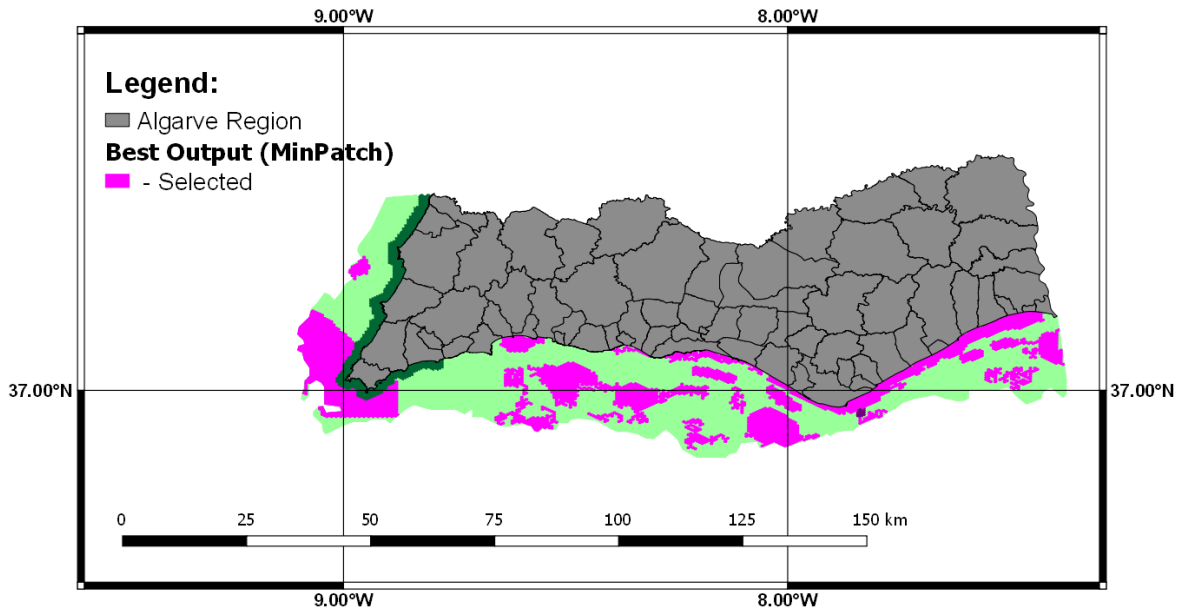 9.00°W 8.00°W
Legend:
Algarve Region
Best Output (MinPatch)
- Selected
37.00°N 37.00°N
0 25 50 75 100 125 150 km
9.00°W 8.00°W